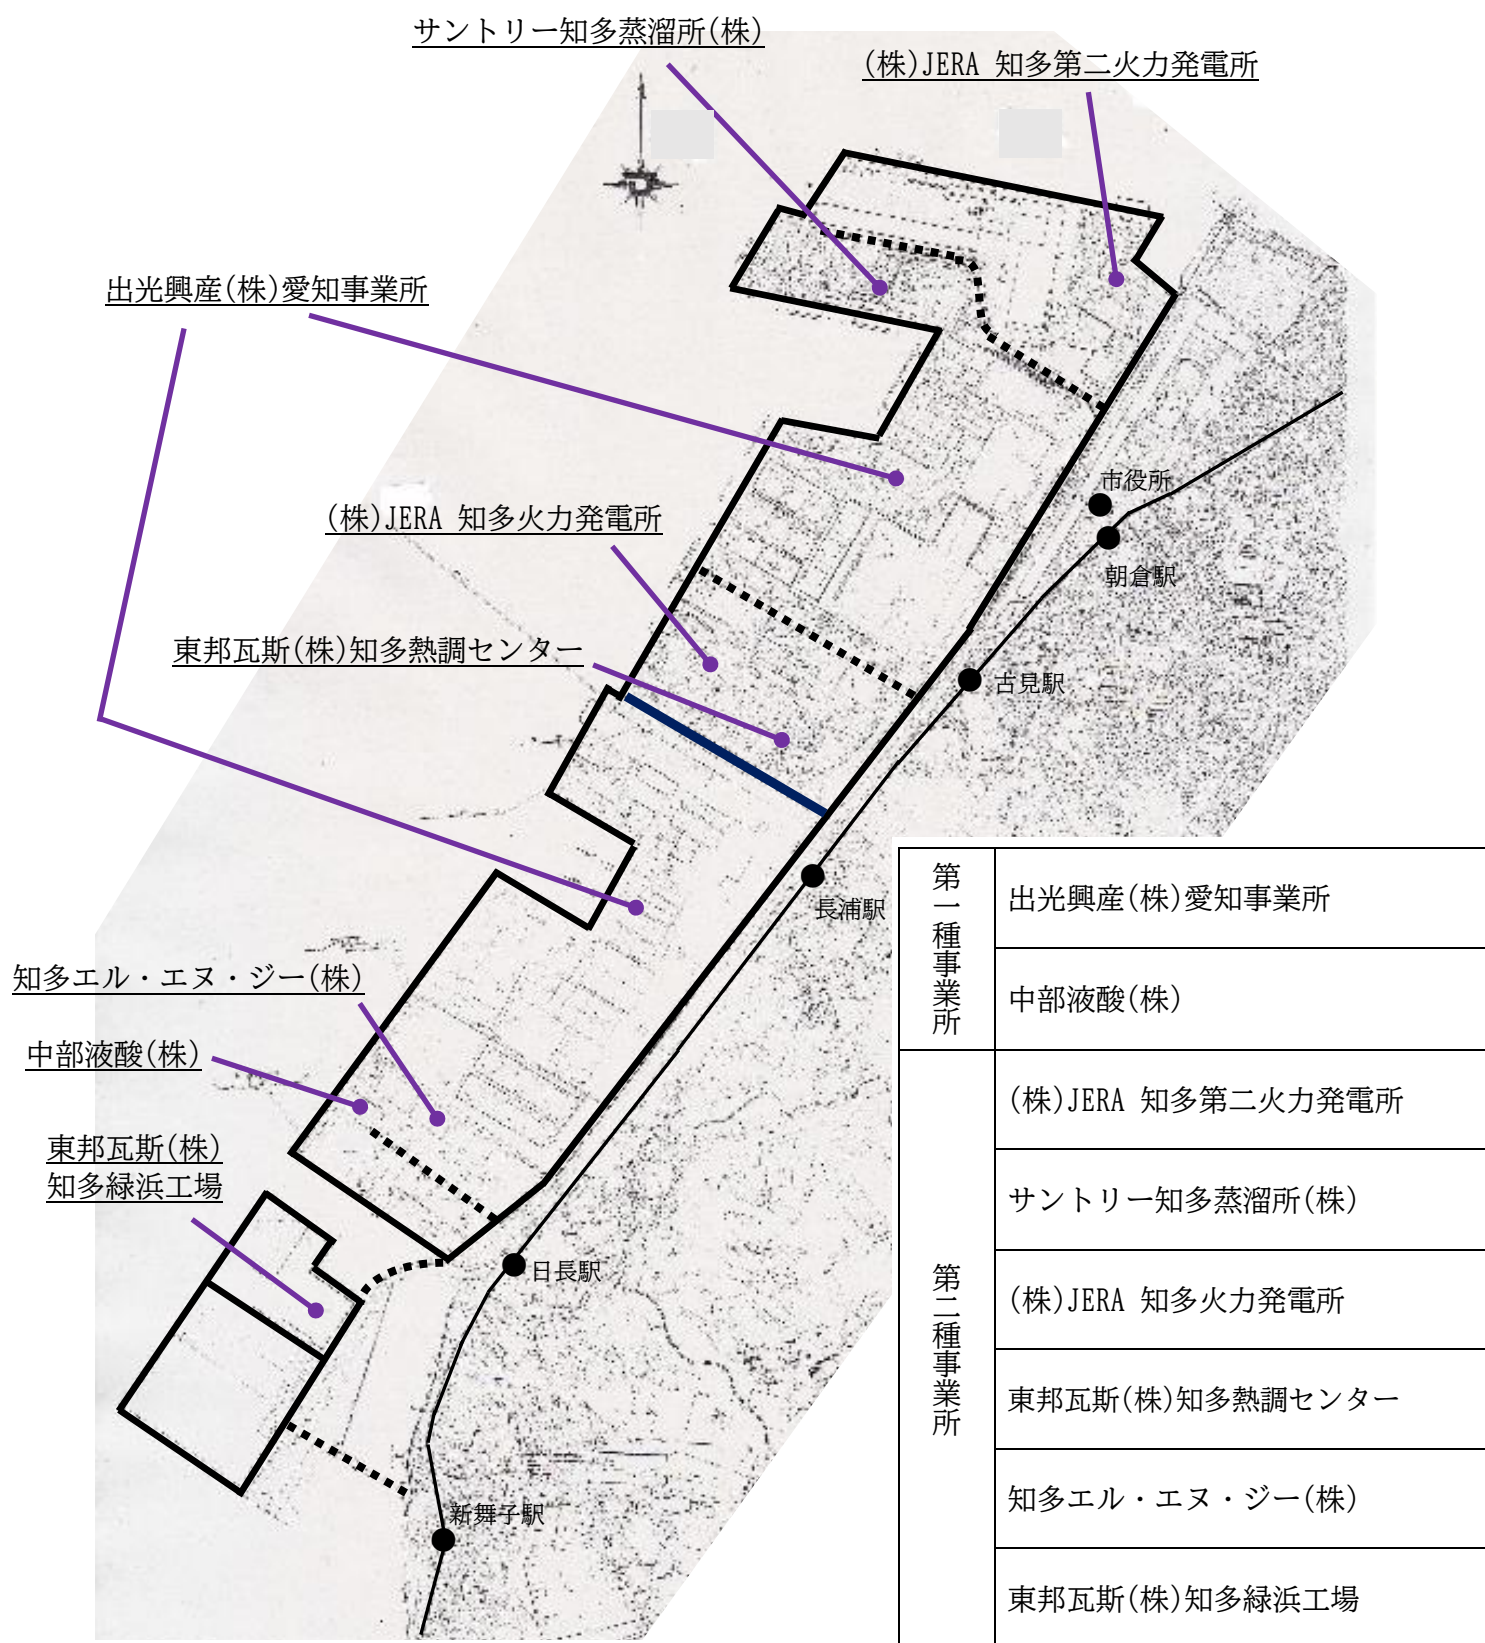 サントリー知多蒸溜所(株)
(株)JERA 知多第二火力発電所
出光興産(株)愛知事業所
(株)JERA 知多火力発電所
東邦瓦斯(株)知多熱調センター
市役所
朝倉駅
古見駅
長浦駅
知多エル・エヌ・ジー(株)
中部液酸(株)
東邦瓦斯(株)
知多緑浜工場
日長駅
新舞子駅
第一種事業所
出光興産(株)愛知事業所
中部液酸(株)
第二種事業所
(株)JERA 知多第二火力発電所
サントリー知多蒸溜所(株)
(株)JERA 知多火力発電所
東邦瓦斯(株)知多熱調センター
知多エル・エヌ・ジー(株)
東邦瓦斯(株)知多緑浜工場